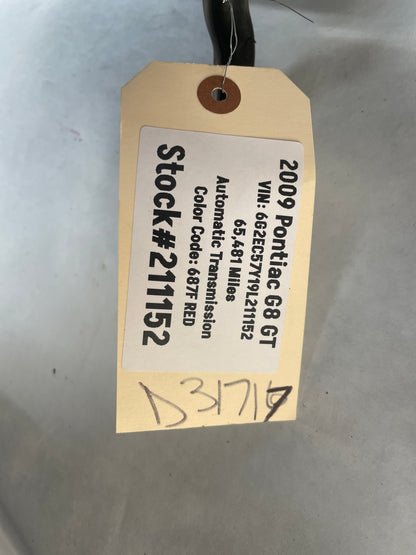 2009 Pontiac G8 GT
VIN: 6G2EC57Y19L211152
65,481 Miles
Automatic Transmission
Color Code: 687F RED
Stock#211152